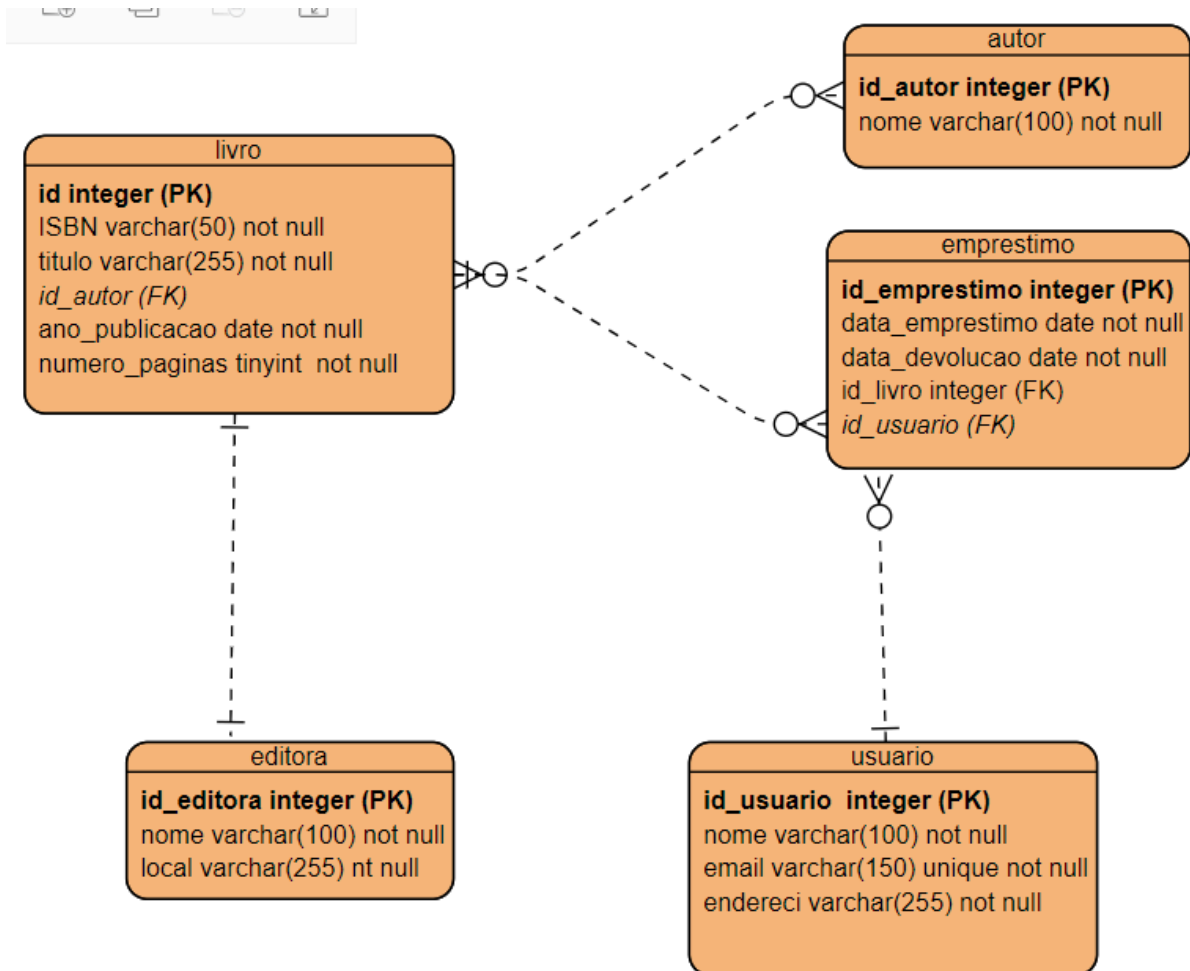 autor
id_autor integer (PK)
nome varchar(100) not null
livro
id integer (PK)
ISBN varchar(50) not null
titulo varchar(255) not null
id_autor (FK)
ano_publicacao date not null
numero_paginas tinyint  not null
emprestimo
id_emprestimo integer (PK)
data_emprestimo date not null
data_devolucao date not null
id_livro integer (FK)
id_usuario (FK)
editora
id_editora integer (PK)
nome varchar(100) not null
local varchar(255) nt null
usuario
id_usuario  integer (PK)
nome varchar(100) not null
email varchar(150) unique not null
endereci varchar(255) not null